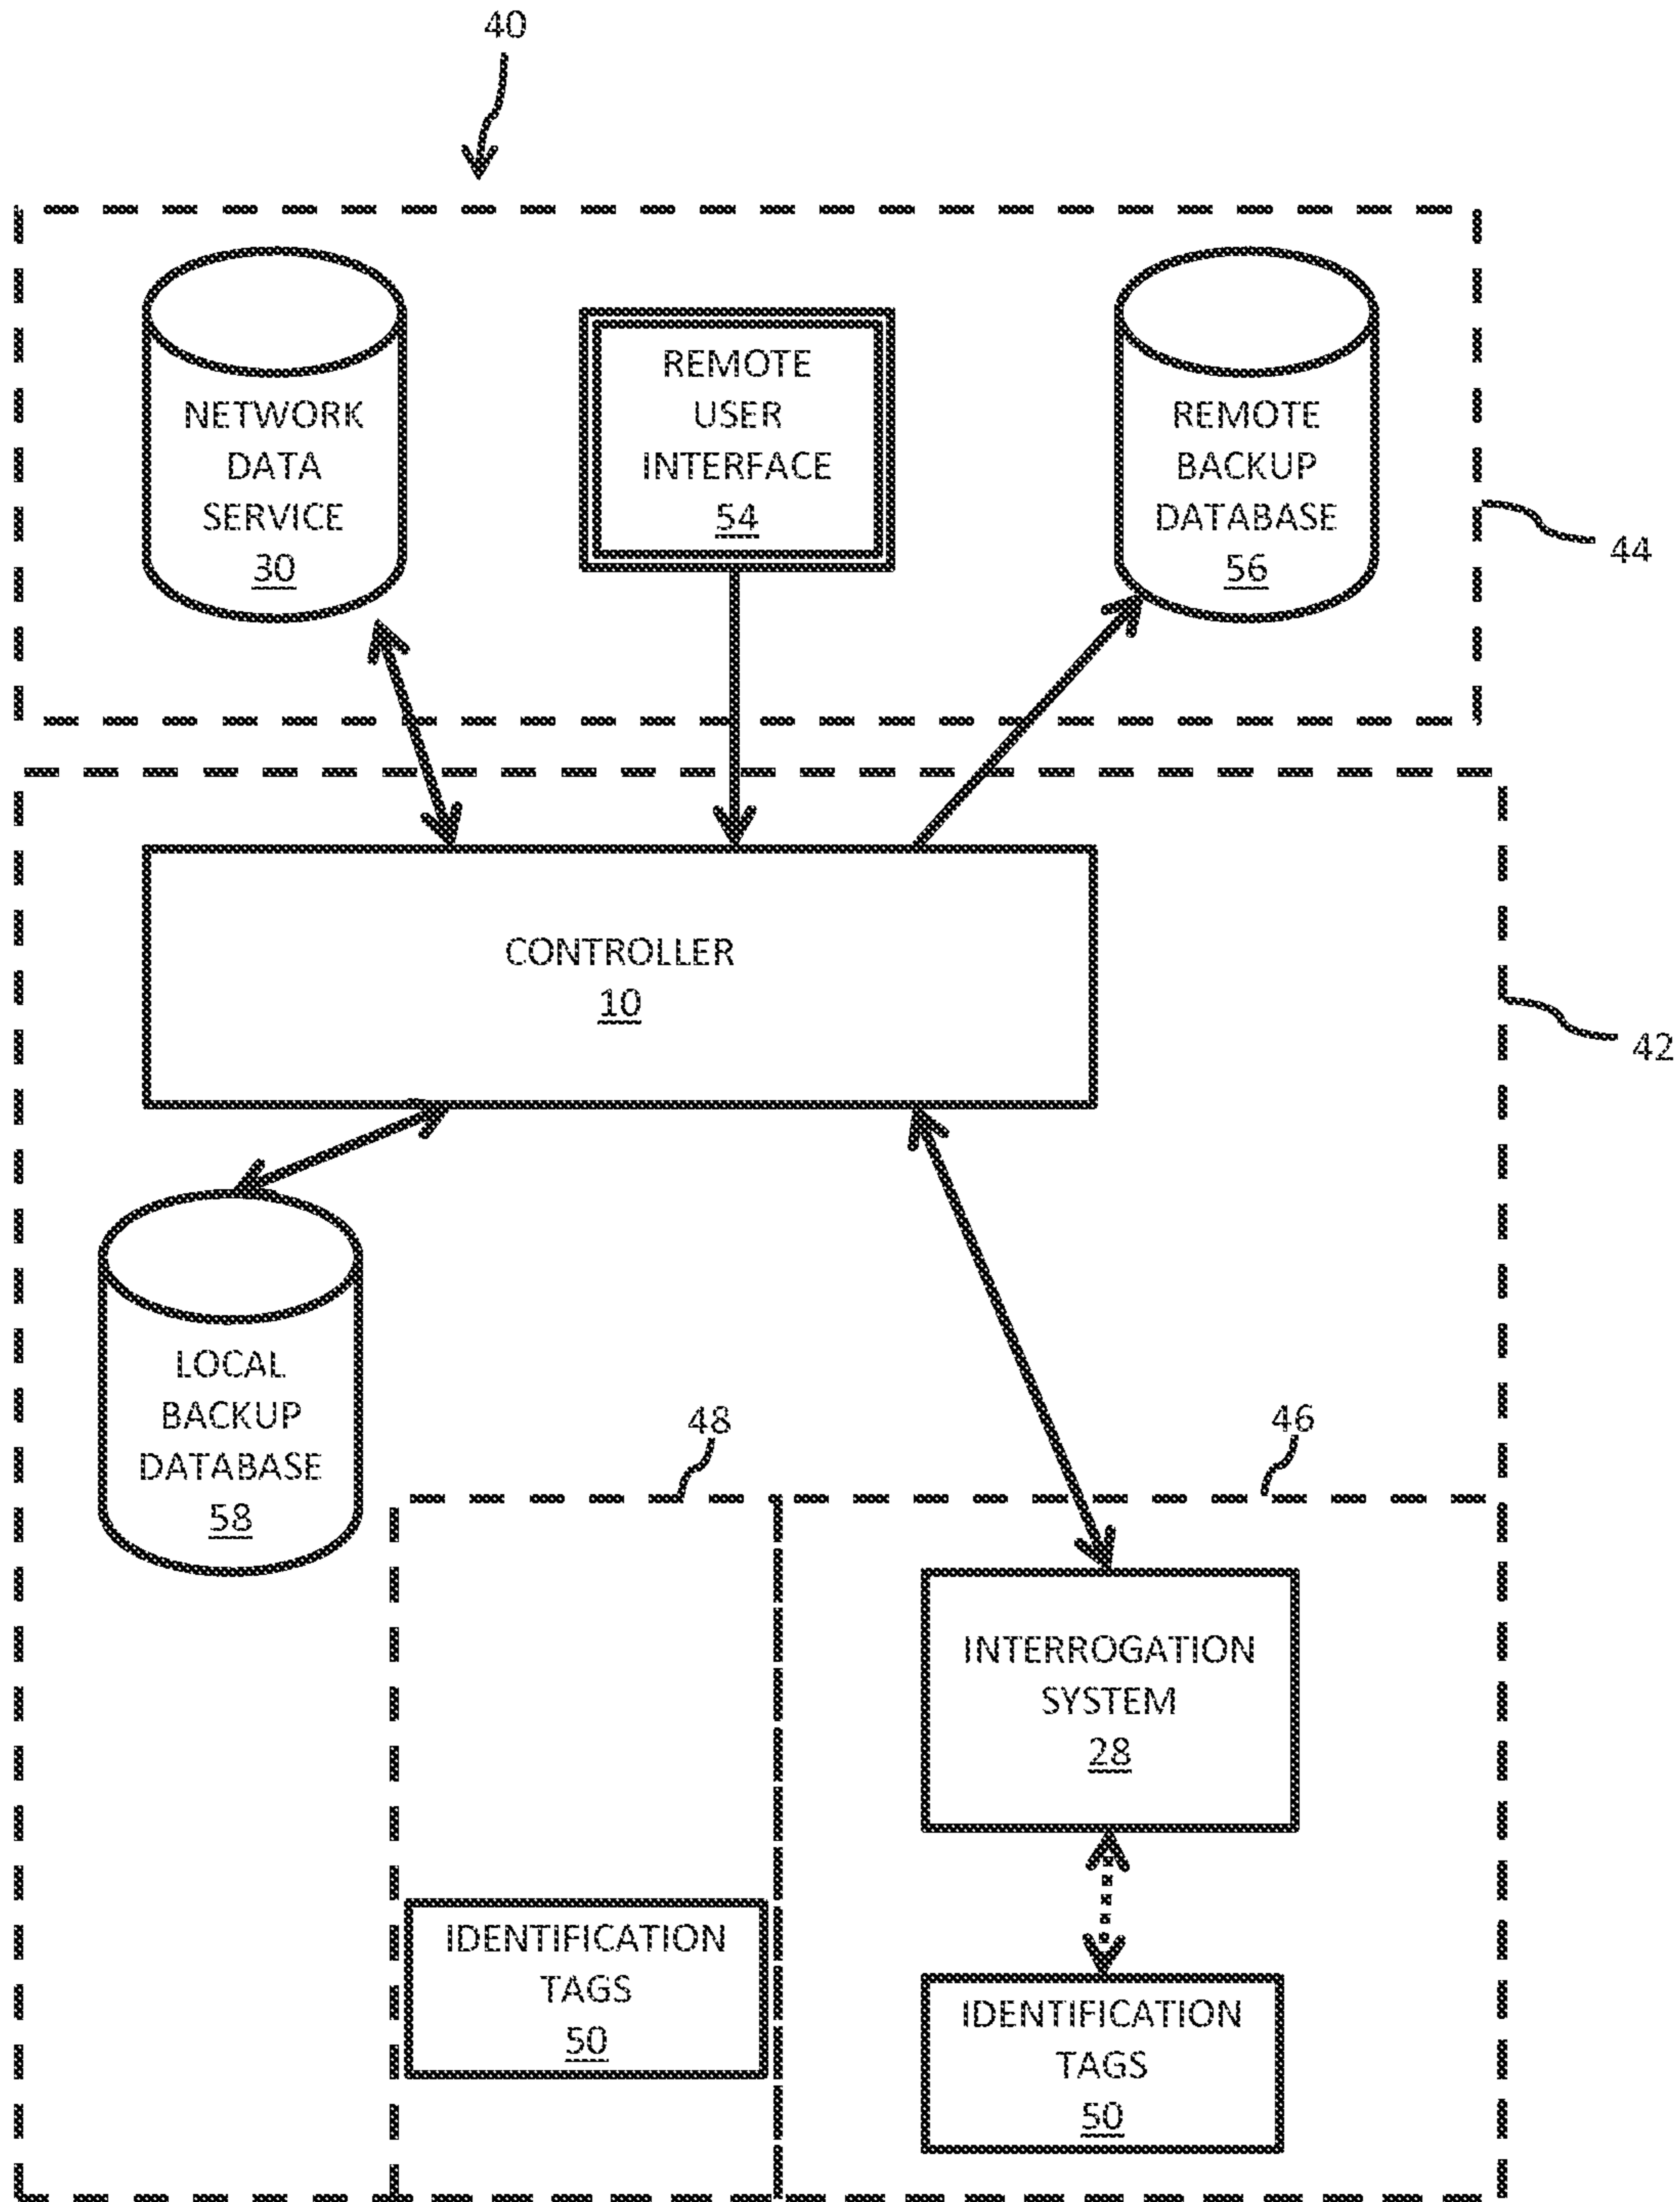 40
NETWORK
DATA
SERVICE
30
REMOTE
USER
INTERFACE
54
REMOTE
BACKUP
DATABASE
56
44
CONTROLLER
10
42
LOCAL
BACKUP
DATABASE
58
48
46
INTERROGATION
SYSTEM
28
IDENTIFICATION
TAGS
50
IDENTIFICATION
TAGS
50